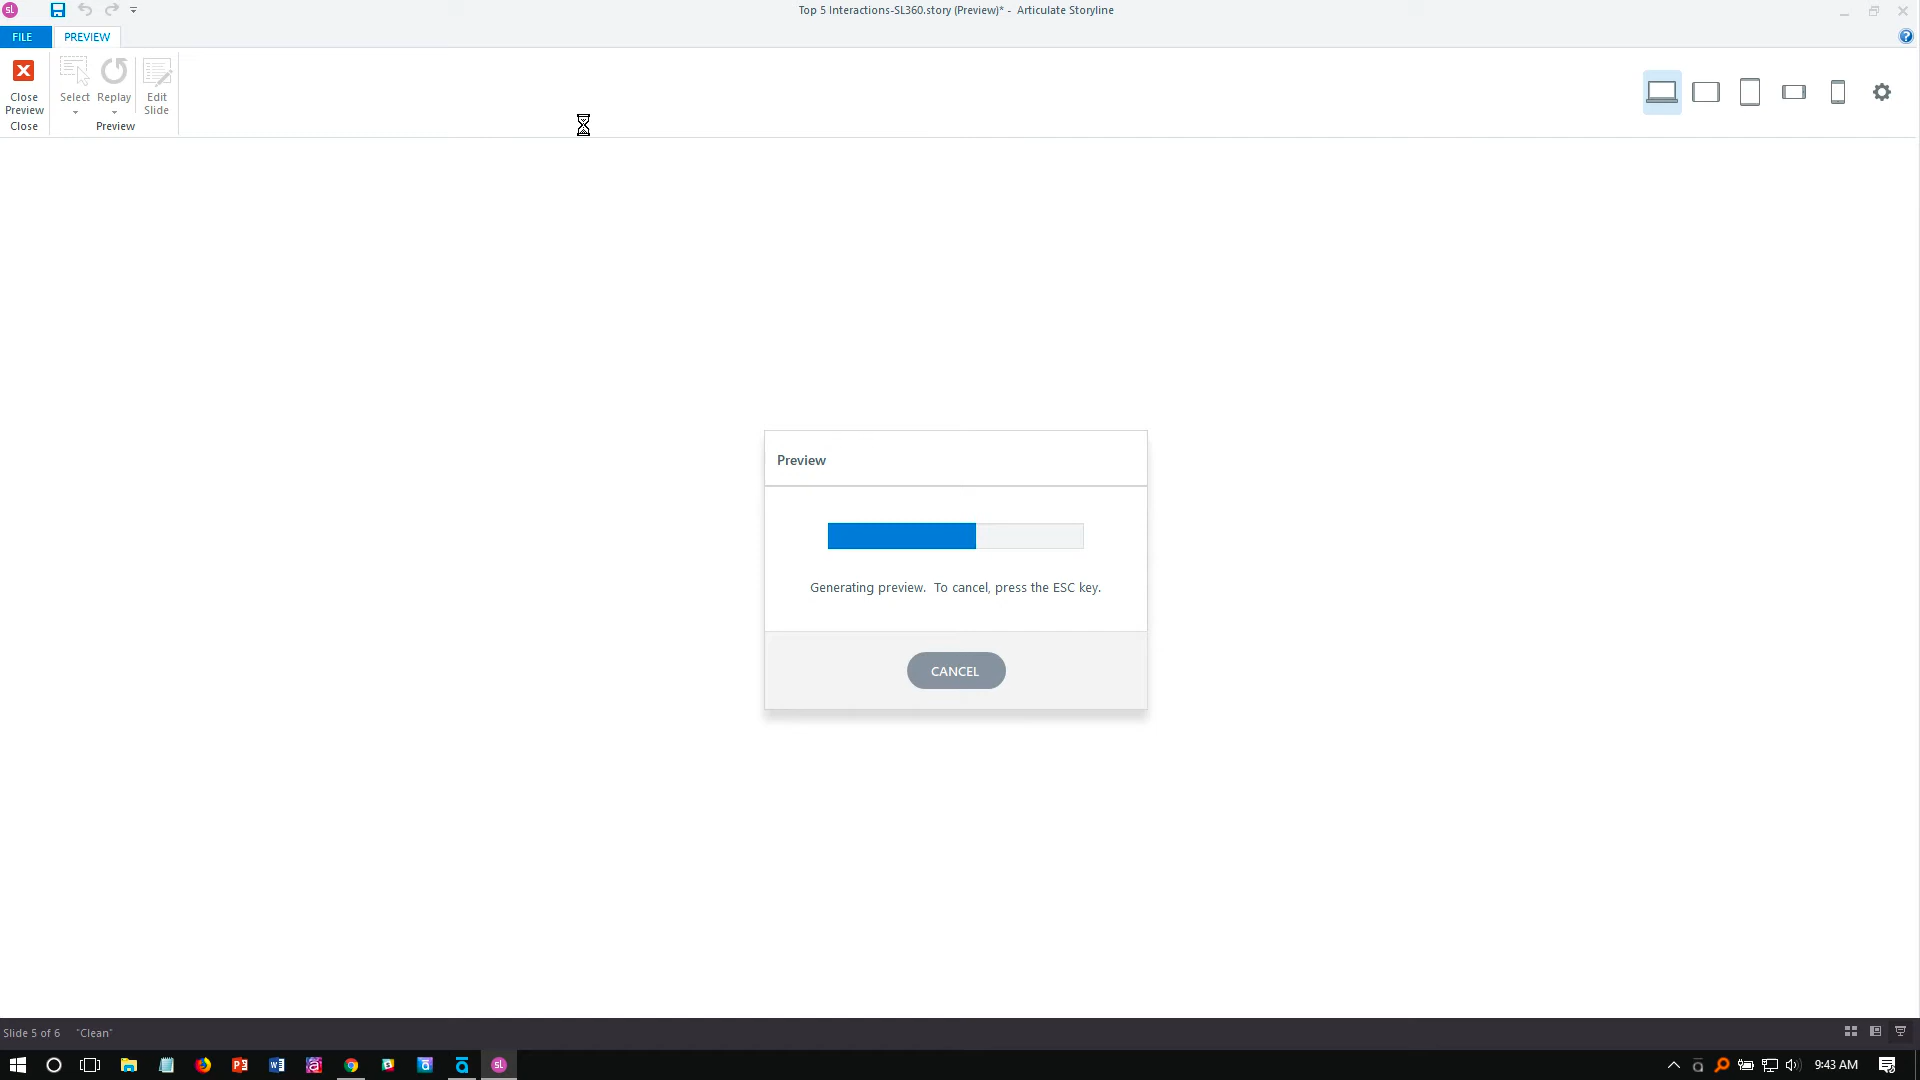 Top 5 Interactions-SL360.story (Preview)* - Articulate Storyline
FILE PREVIEW
Close Preview
Select
Replay
Edit Slide
Close
Preview
Preview
Generating preview. To cancel, press the ESC key.
CANCEL
Slide 5 of 6 "Clean"
9:43 AM